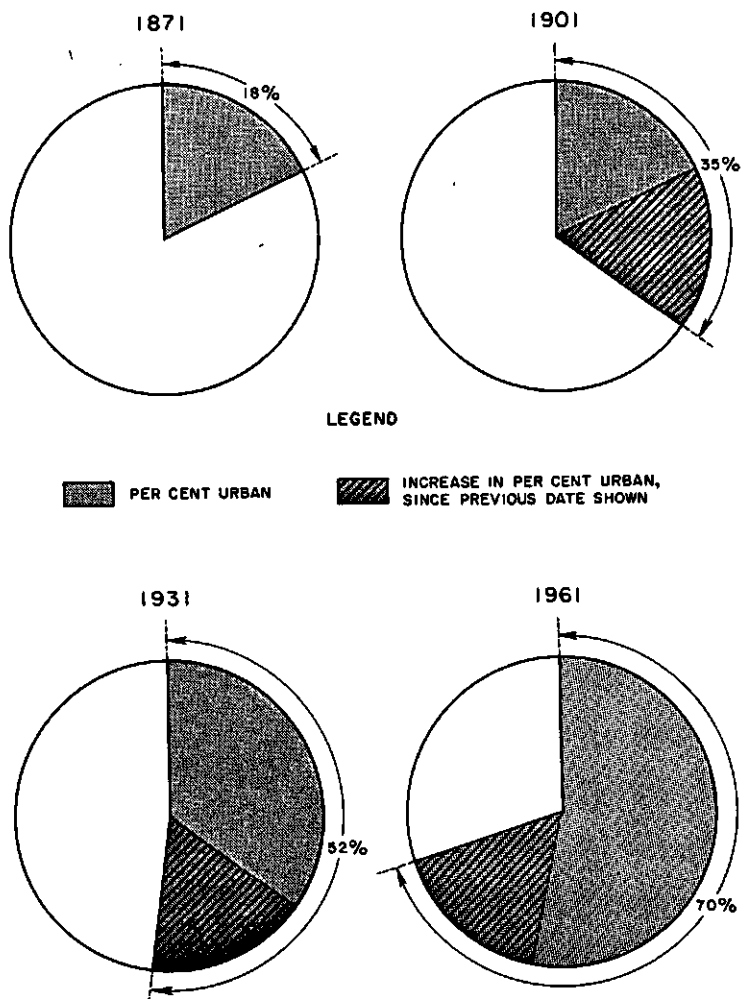 1871
1901
18%
35%
LEGEND
PER CENT URBAN
INCREASE IN PER CENT URBAN,
SINCE PREVIOUS DATE SHOWN
1931
1961
52%
70%